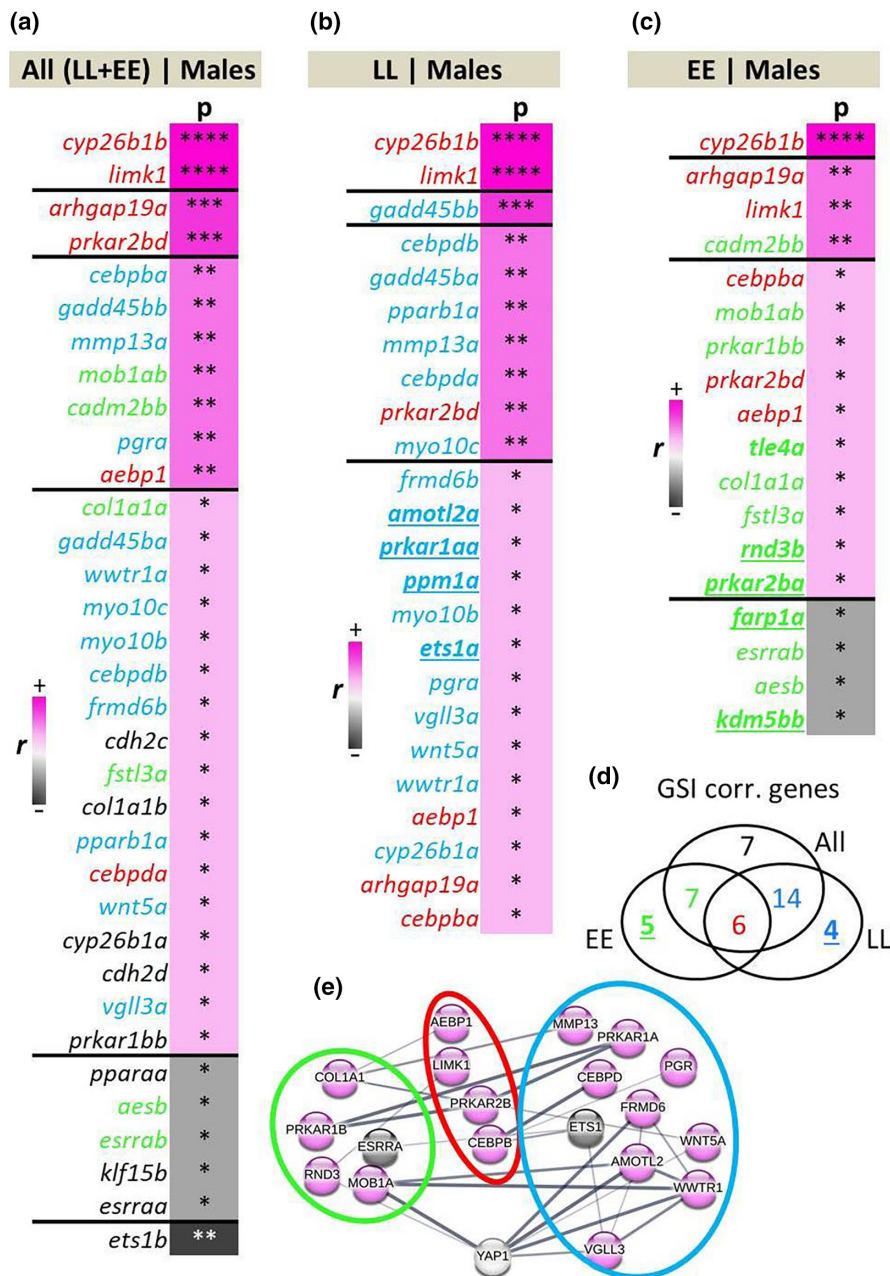 (a)
All (LL+EE) | Males
p
cyp26b1b ****
limk1 ****
arhgap19a ***
prkar2bd ***
cebpba **
gadd45bb **
mmp13a **
mob1ab **
cadm2bb **
pgra **
aebp1 **
col1a1a *
gadd45ba *
wwtr1a *
myo10c *
myo10b *
cebpdb *
frmd6b *
cdh2c *
fstl3a *
col1a1b *
pparb1a *
cebpda *
wnt5a *
cyp26b1a *
cdh2d *
vgll3a *
prkar1bb *
pparaa *
aesb *
esrrab *
klf15b *
esrraa *
ets1b **
+
r
−
(b)
LL | Males
p
cyp26b1b ****
limk1 ****
gadd45bb ***
cebpdb **
gadd45ba **
pparb1a **
mmp13a **
cebpda **
prkar2bd **
myo10c **
frmd6b *
amotl2a *
prkar1aa *
ppm1a *
myo10b *
ets1a *
pgra *
vgll3a *
wnt5a *
wwtr1a *
aebp1 *
cyp26b1a *
arhgap19a *
cebpba *
+
r
−
(c)
EE | Males
p
cyp26b1b ****
arhgap19a **
limk1 **
cadm2bb **
cebpba *
mob1ab *
prkar1bb *
prkar2bd *
aebp1 *
tle4a *
col1a1a *
fstl3a *
rnd3b *
prkar2ba *
farp1a *
esrrab *
aesb *
kdm5bb *
+
r
−
(d)
GSI corr. genes
7
All
7
14
5
6
4
EE
LL
(e)
AEBP1
MMP13
PRKAR1A
COL1A1
LIMK1
CEBPD
PGR
PRKAR2B
FRMD6
PRKAR1B
ESRRA
CEBPB
ETS1
WNT5A
RND3
MOB1A
AMOTL2
WWTR1
YAP1
VGLL3